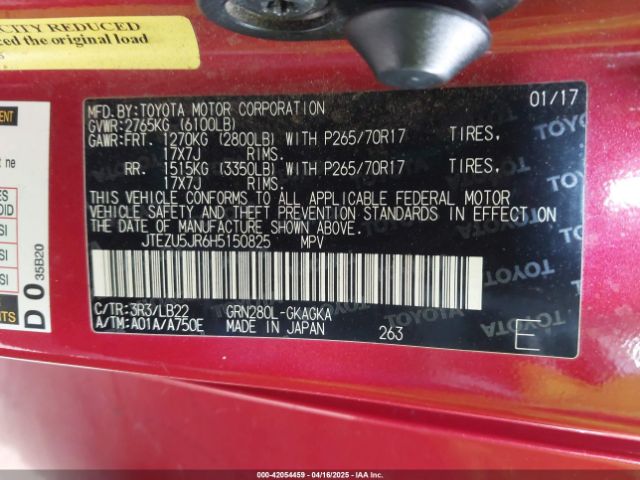 CITY REDUCED
ced the original load
MFD.BY:TOYOTA MOTOR CORPORATION 01/17
GVWR:2765KG (6100LB)
GAWR:FRT. 1270KG (2800LB) WITH P265/70R17 TIRES,
17X7J RIMS.
RR. 1515KG (3350LB) WITH P265/70R17 TIRES,
17X7J RIMS.
THIS VEHICLE CONFORMS TO ALL APPLICABLE FEDERAL MOTOR
VEHICLE SAFETY AND THEFT PREVENTION STANDARDS IN EFFECT ON
THE DATE OF MANUFACTURE SHOWN ABOVE.
JTEZU5JR6H5150825 MPV
C/TR:3R3/LB22 GRN280L-GKAGKA
A/TM:A01A/A750E MADE IN JAPAN 263 E
D 0 35B20
TOYOTA
000-42054459 - 04/16/2025 - IAAI.COM